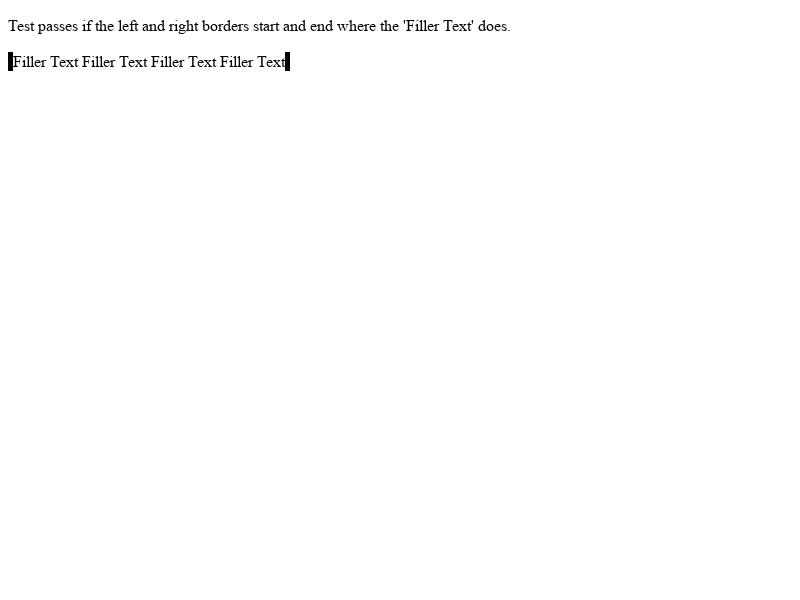 Test passes if the left and right borders start and end where the 'Filler Text' does.
Filler Text Filler Text Filler Text Filler Text